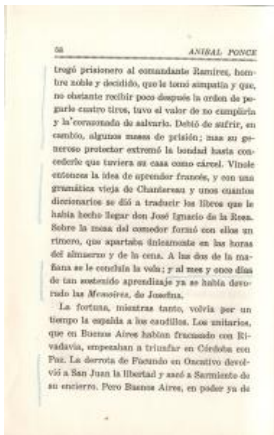 56 ANIBAL PONCE
tregó prisionero al comandante Ramírez, hom-
bre noble y decidido, que le tomó simpatía y que,
no obstante recibir poco después la orden de pe-
garle cuatro tiros, tuvo el valor de no cumplirla
y la corazonada de salvarlo. Debió de sufrir, en
cambio, algunos meses de prisión; mas su ge-
neroso protector extremó la bondad hasta con-
cederle que tuviera su casa como cárcel. Vínole
entonces la idea de aprender francés, y con una
gramática vieja de Chantereau y unos cuantos
diccionarios se dió a traducir los libros que le
había hecho llegar don José Ignacio de la Rosa.
Sobre la mesa del comedor formó con ellos un
rimero, que apartaba únicamente en las horas
del almuerzo y de la cena. A las dos de la ma-
ñana se le concluía la vela; y al mes y once días
de tan sostenido aprendizaje ya se había devo-
rado las Memoires, de Josefina.
La fortuna, mientras tanto, volvía por un
tiempo la espalda a los caudillos. Los unitarios,
que en Buenos Aires habían fracasado con Ri-
vadavia, empezaban a triunfar en Córdoba con
Paz. La derrota de Facundo en Oncativo devol-
vió a San Juan la libertad y sacó a Sarmiento de
su encierro. Pero Buenos Aires, en poder ya de